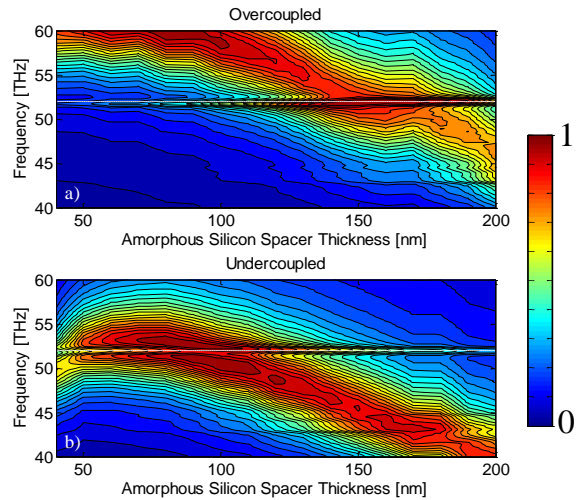 Overcoupled
Frequency [THz]
60
55
50
45
40
a)
50
100
150
200
Amorphous Silicon Spacer Thickness [nm]
Undercoupled
Frequency [THz]
60
55
50
45
40
b)
50
100
150
200
Amorphous Silicon Spacer Thickness [nm]
1
0